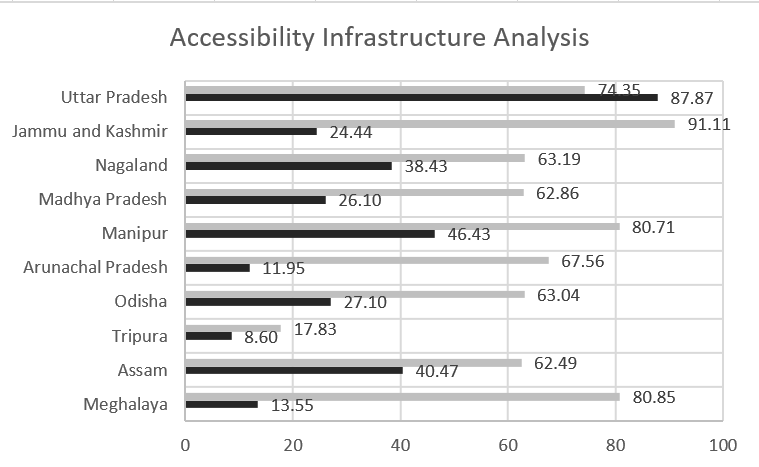 Accessibility Infrastructure Analysis
Uttar Pradesh 74.35 87.87
Jammu and Kashmir 91.11 24.44
Nagaland 63.19 38.43
Madhya Pradesh 62.86 26.10
Manipur 80.71 46.43
Arunachal Pradesh 67.56 11.95
Odisha 63.04 27.10
Tripura 17.83 8.60
Assam 62.49 40.47
Meghalaya 80.85 13.55
0 20 40 60 80 100